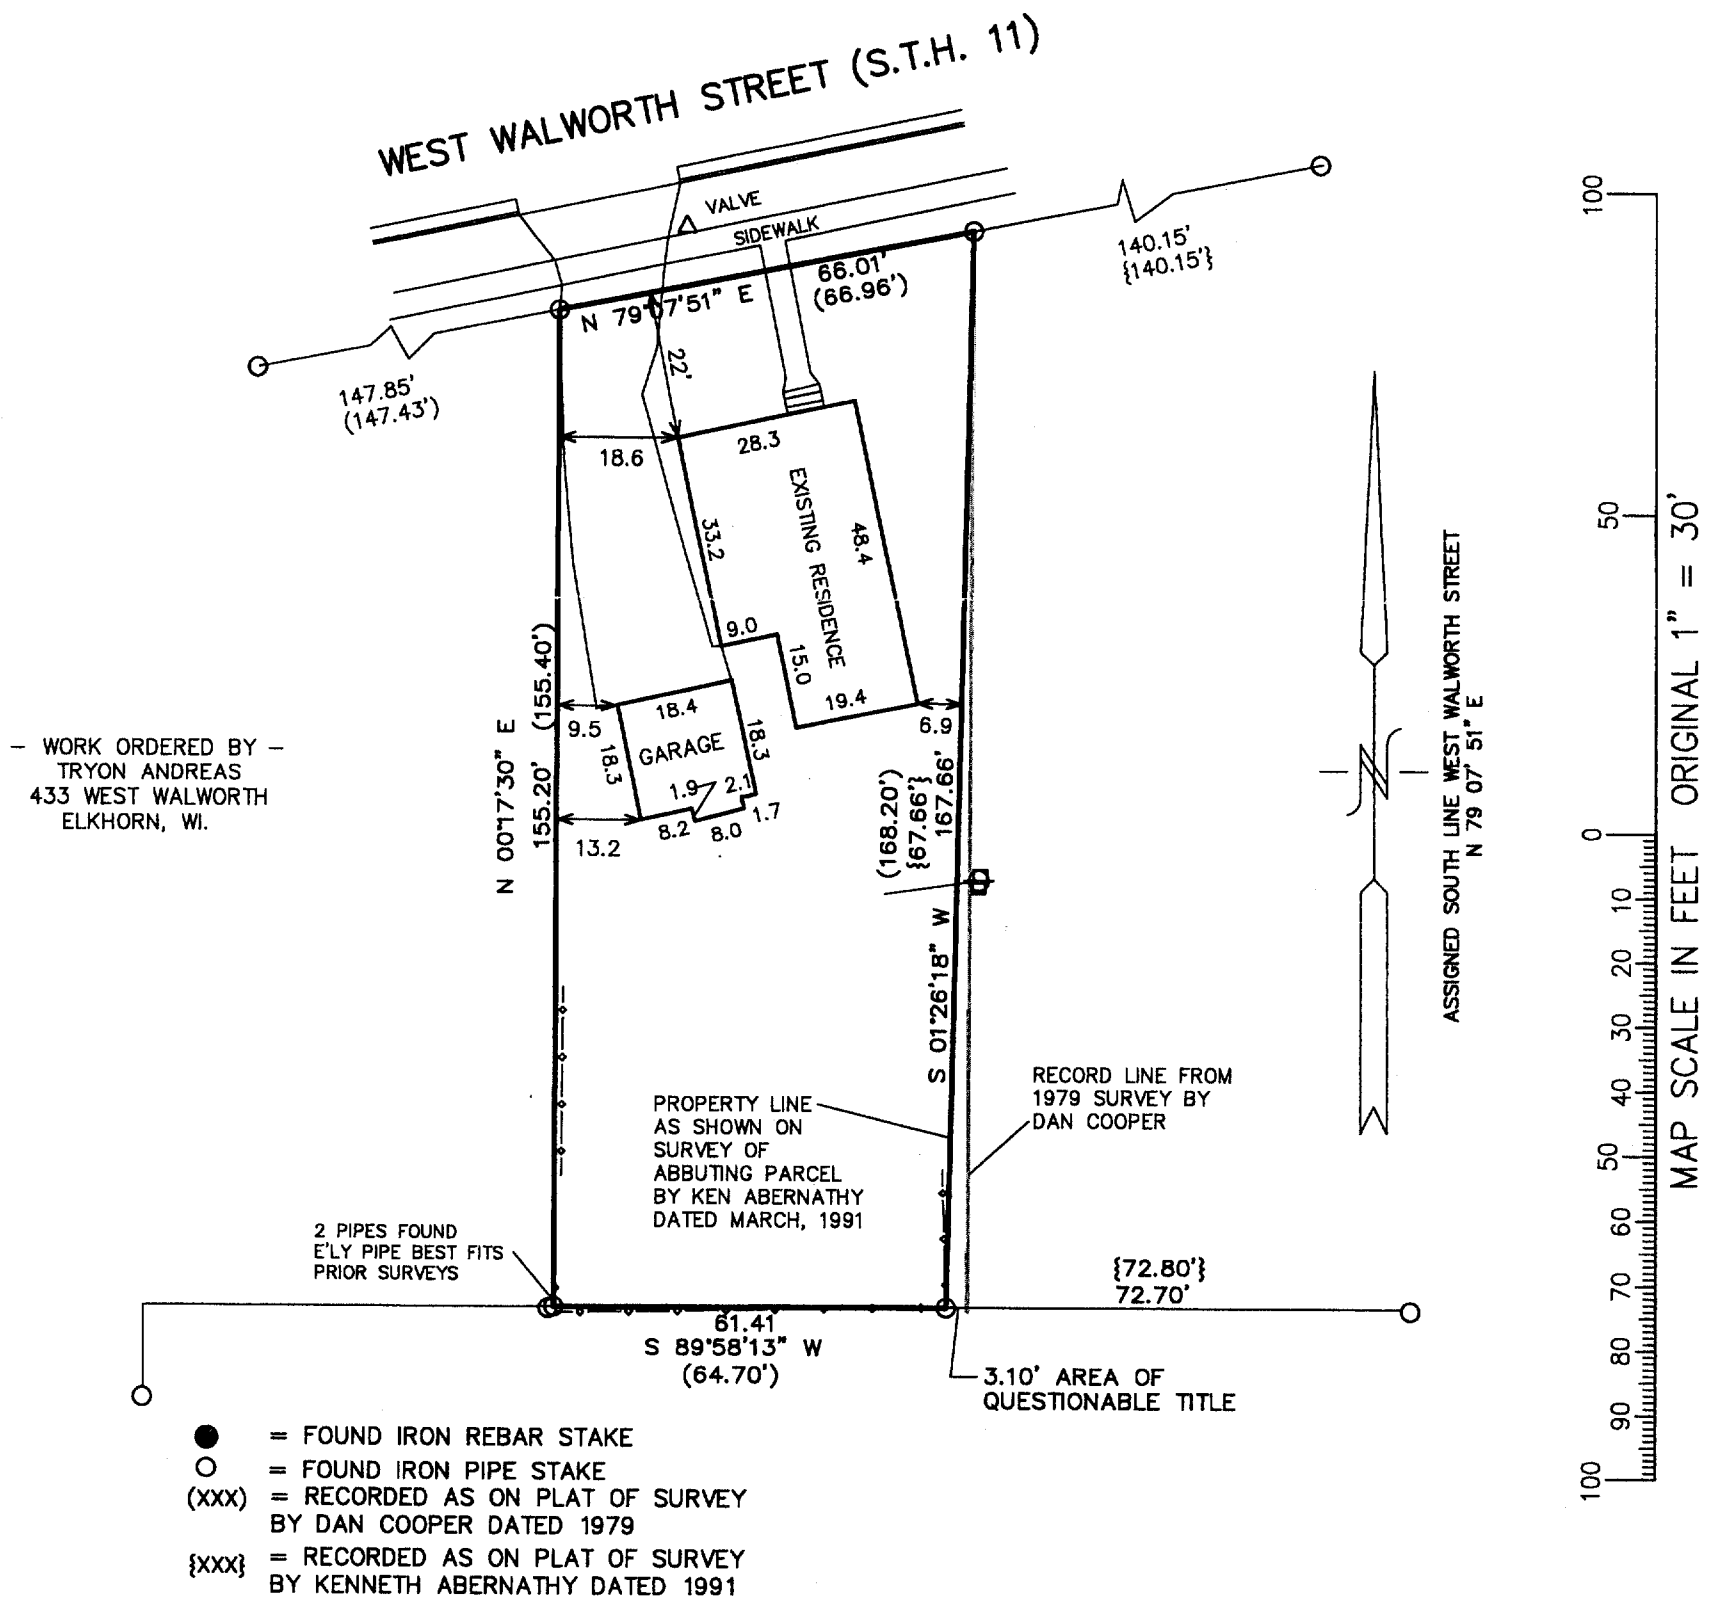 WEST WALWORTH STREET (S.T.H. 11)
VALVE
SIDEWALK
140.15'
{140.15'}
66.01'
(66.96')
N 79°07'51" E
147.85'
(147.43')
22'
18.6
28.3
EXISTING RESIDENCE
33.2
48.4
9.0
15.0
19.4
6.9
18.4
9.5
GARAGE
18.3
18.3
1.9
2.1
1.7
8.2
8.0
13.2
N 00°17'30" E
155.20' (155.40')
(168.20')
{67.66'}
167.66'
S 01°26'18" W
- WORK ORDERED BY -
TRYON ANDREAS
433 WEST WALWORTH
ELKHORN, WI.
PROPERTY LINE
AS SHOWN ON
SURVEY OF
ABBUTING PARCEL
BY KEN ABERNATHY
DATED MARCH, 1991
RECORD LINE FROM
1979 SURVEY BY
DAN COOPER
2 PIPES FOUND
E'LY PIPE BEST FITS
PRIOR SURVEYS
{72.80'}
72.70'
61.41
S 89°58'13" W
(64.70')
3.10' AREA OF
QUESTIONABLE TITLE
= FOUND IRON REBAR STAKE
= FOUND IRON PIPE STAKE
(XXX) = RECORDED AS ON PLAT OF SURVEY
BY DAN COOPER DATED 1979
{XXX} = RECORDED AS ON PLAT OF SURVEY
BY KENNETH ABERNATHY DATED 1991
N
ASSIGNED SOUTH LINE WEST WALWORTH STREET
N 79 07' 51" E
100
50
0
10
20
30
40
50
60
70
80
90
100
MAP SCALE IN FEET ORIGINAL 1" = 30'